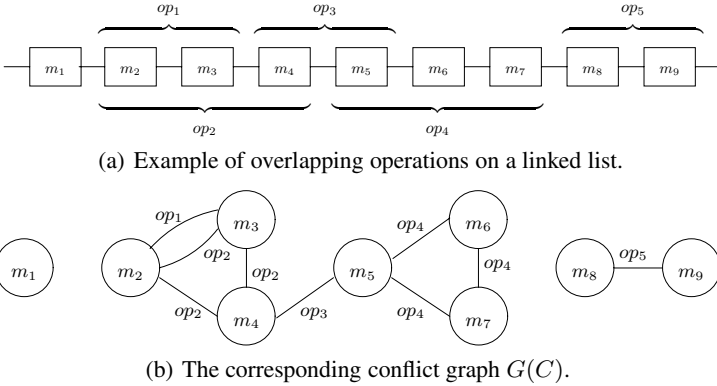 op1 op3 op5
m1 m2 m3 m4 m5 m6 m7 m8 m9
op2 op4
(a) Example of overlapping operations on a linked list.
op1 m3 op4 m6
m1 m2 op2 op2 m5 op4 m8 op5 m9
op2 m4 op3 op4 m7
(b) The corresponding conflict graph G(C).